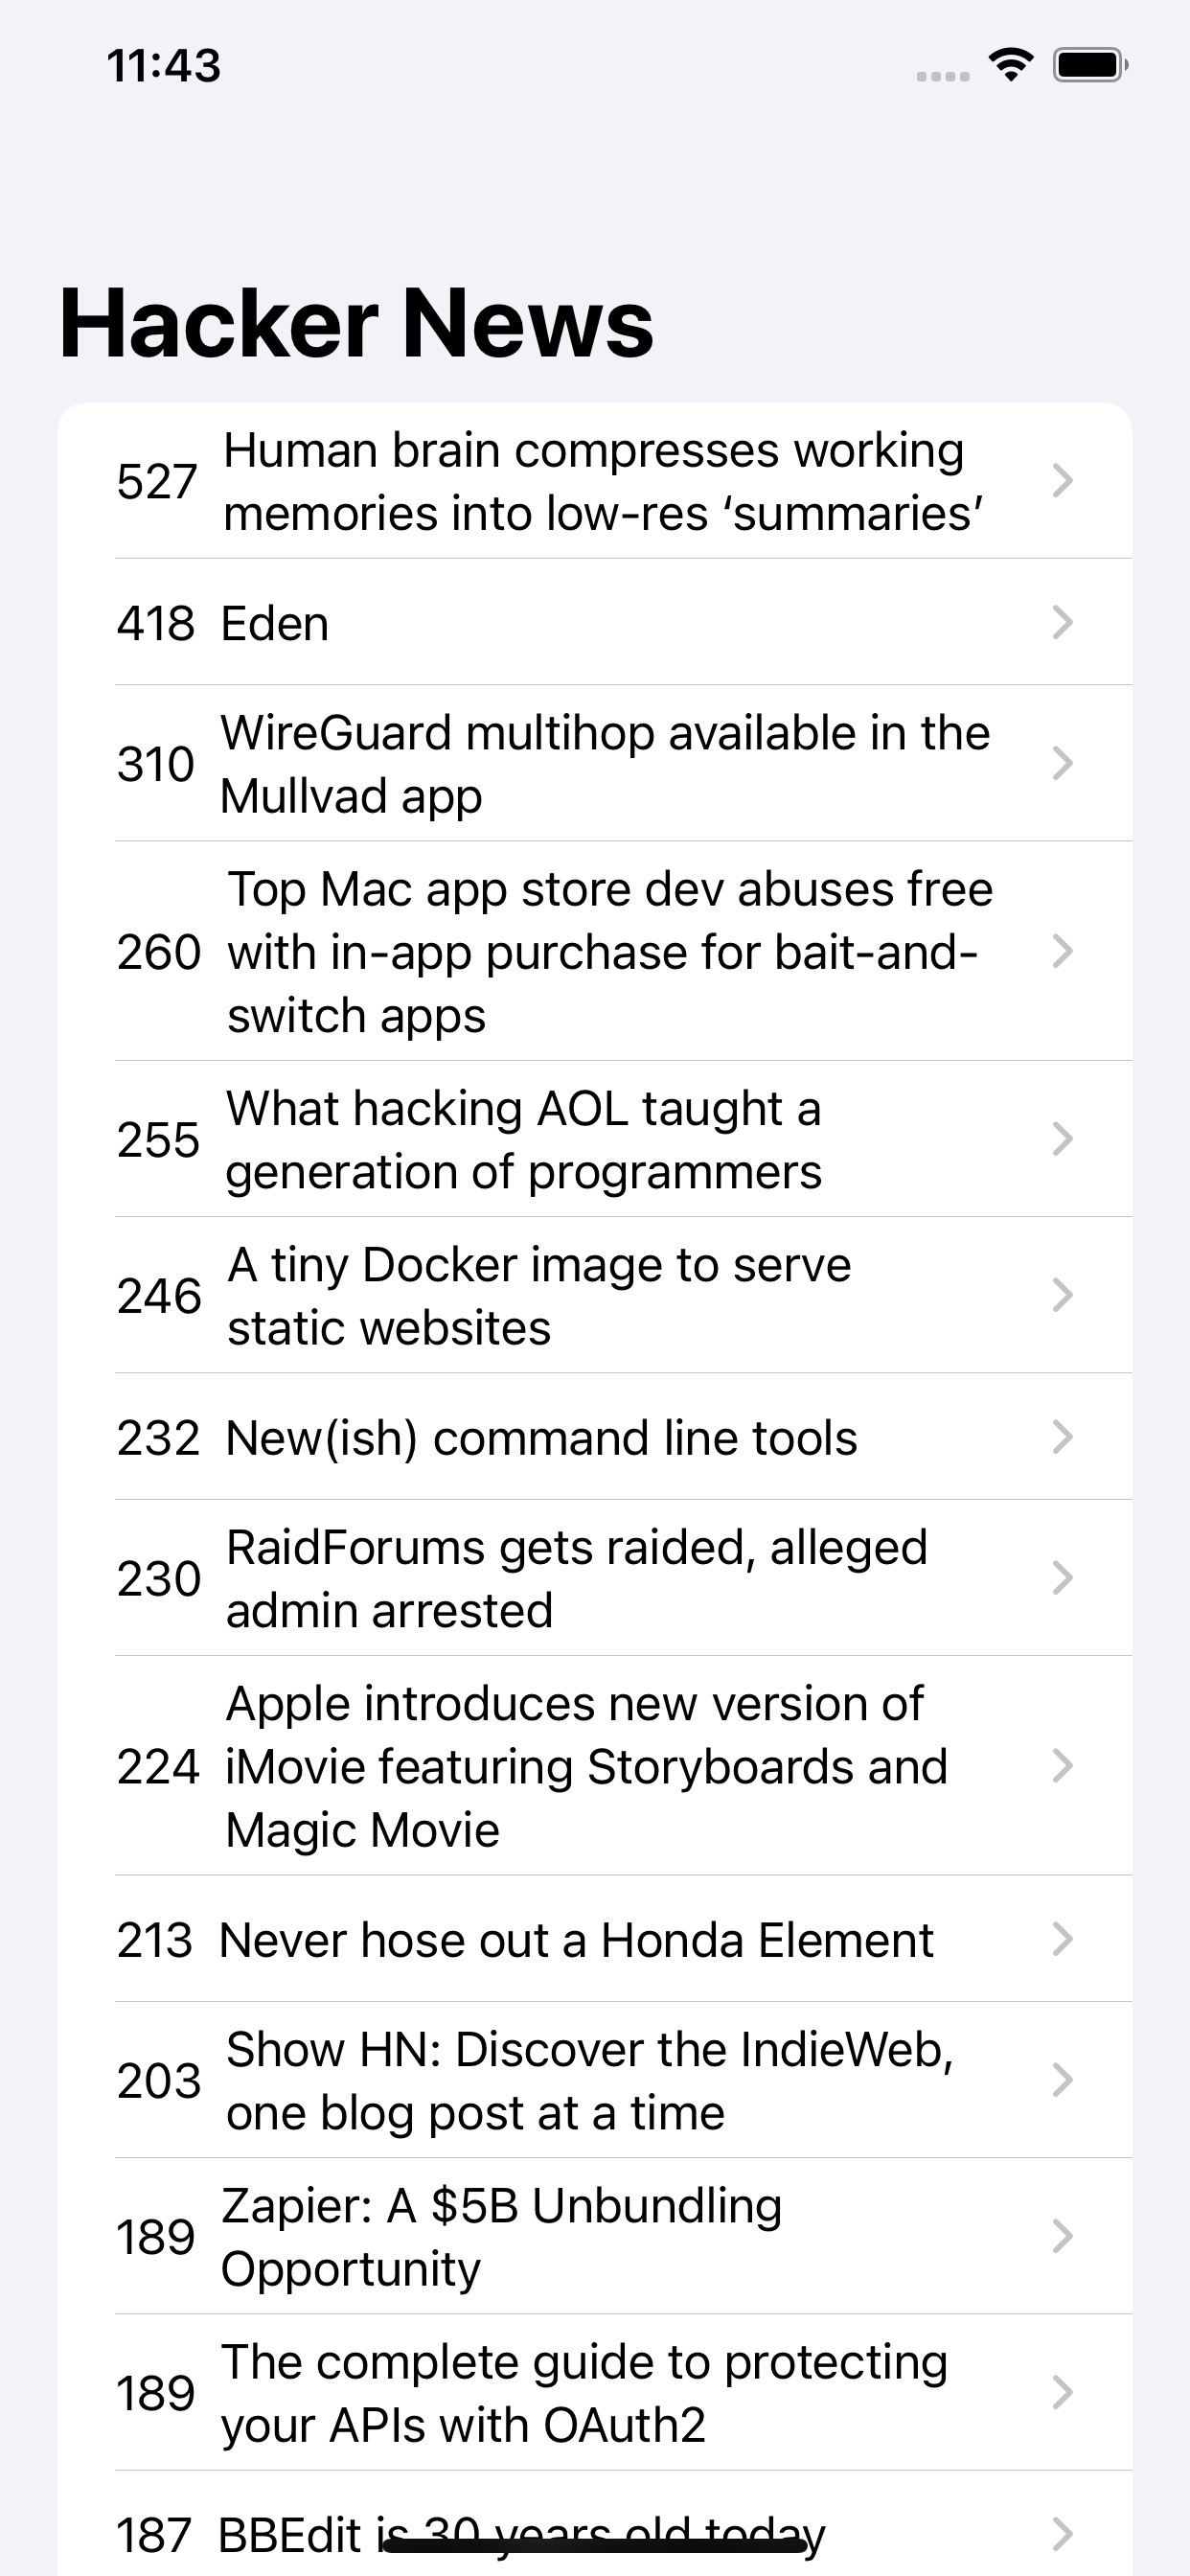 11:43
Hacker News
527 Human brain compresses working
memories into low-res ‘summaries’
418 Eden
310 WireGuard multihop available in the
Mullvad app
Top Mac app store dev abuses free
260 with in-app purchase for bait-and-
switch apps
255 What hacking AOL taught a
generation of programmers
246 A tiny Docker image to serve
static websites
232 New(ish) command line tools
230 RaidForums gets raided, alleged
admin arrested
Apple introduces new version of
224 iMovie featuring Storyboards and
Magic Movie
213 Never hose out a Honda Element
203 Show HN: Discover the IndieWeb,
one blog post at a time
189 Zapier: A $5B Unbundling
Opportunity
189 The complete guide to protecting
your APIs with OAuth2
187 BBEdit is 30 years old today